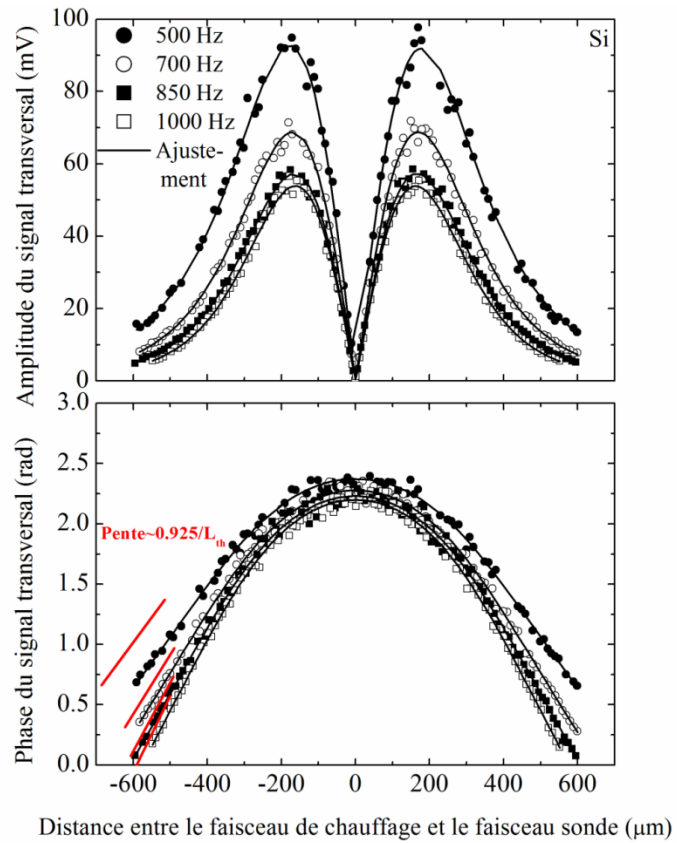 Amplitude du signal transversal (mV)
100
80
60
40
20
0
500 Hz
700 Hz
850 Hz
1000 Hz
Ajuste-
ment
Si
Phase du signal transversal (rad)
3.0
2.5
2.0
1.5
1.0
0.5
0.0
Pente~0.925/L_th
-600 -400 -200 0 200 400 600
Distance entre le faisceau de chauffage et le faisceau sonde (μm)